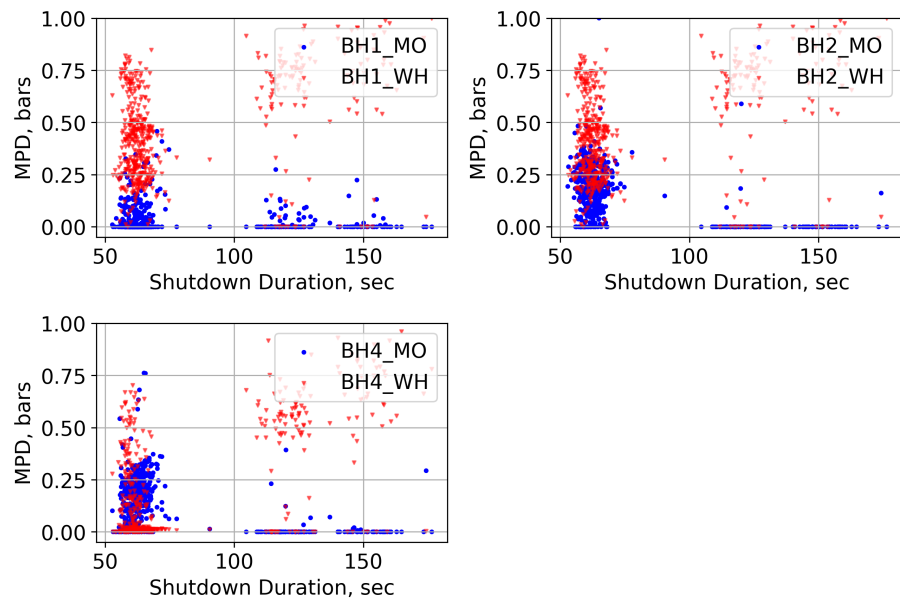 1.00
0.75
0.50
0.25
0.00
MPD, bars
50
100
150
Shutdown Duration, sec
BH1_MO
BH1_WH
1.00
0.75
0.50
0.25
0.00
MPD, bars
50
100
150
Shutdown Duration, sec
BH2_MO
BH2_WH
1.00
0.75
0.50
0.25
0.00
MPD, bars
50
100
150
Shutdown Duration, sec
BH4_MO
BH4_WH